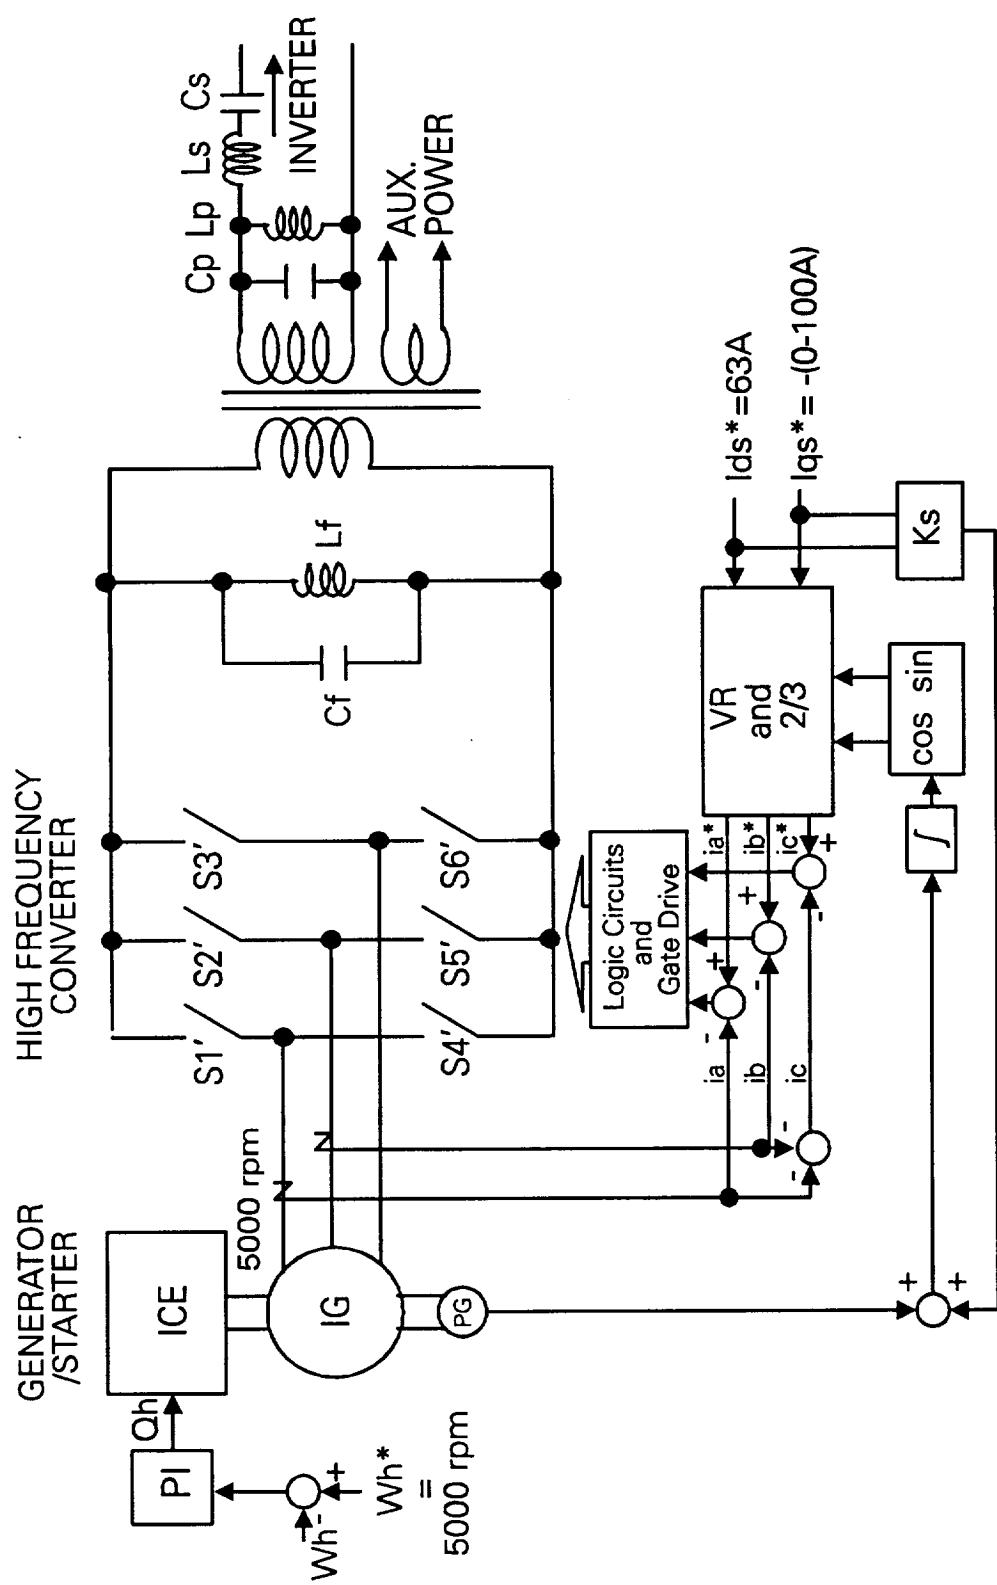 GENERATOR
/STARTER
HIGH FREQUENCY
CONVERTER
Qh
PI
ICE
5000 rpm
Wh
-
+
Wh*
=
5000 rpm
IG
PG
S1'
S2'
S3'
S4'
S5'
S6'
Cf
Lf
Cp
Lp
Ls
Cs
INVERTER
AUX.
POWER
Logic Circuits
and
Gate Drive
ia
ib
ic
-
-
-
-
-
+
+
+
ia*
ib*
ic*
VR
and
2/3
Ids*=63A
Iqs*= -(0-100A)
Ks
cos sin
∫
+
+